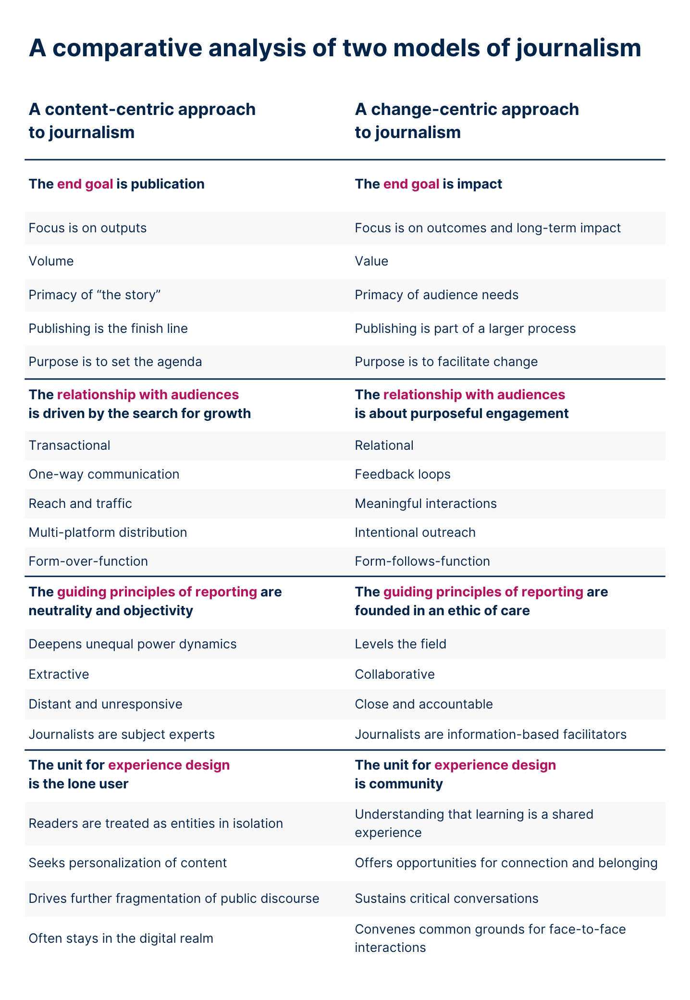 A comparative analysis of two models of journalism
A content-centric approach
to journalism
A change-centric approach
to journalism
The end goal is publication
The end goal is impact
Focus is on outputs
Focus is on outcomes and long-term impact
Volume
Value
Primacy of “the story”
Primacy of audience needs
Publishing is the finish line
Publishing is part of a larger process
Purpose is to set the agenda
Purpose is to facilitate change
The relationship with audiences
is driven by the search for growth
The relationship with audiences
is about purposeful engagement
Transactional
Relational
One-way communication
Feedback loops
Reach and traffic
Meaningful interactions
Multi-platform distribution
Intentional outreach
Form-over-function
Form-follows-function
The guiding principles of reporting are
neutrality and objectivity
The guiding principles of reporting are
founded in an ethic of care
Deepens unequal power dynamics
Levels the field
Extractive
Collaborative
Distant and unresponsive
Close and accountable
Journalists are subject experts
Journalists are information-based facilitators
The unit for experience design
is the lone user
The unit for experience design
is community
Readers are treated as entities in isolation
Understanding that learning is a shared
experience
Seeks personalization of content
Offers opportunities for connection and belonging
Drives further fragmentation of public discourse
Sustains critical conversations
Often stays in the digital realm
Convenes common grounds for face-to-face
interactions